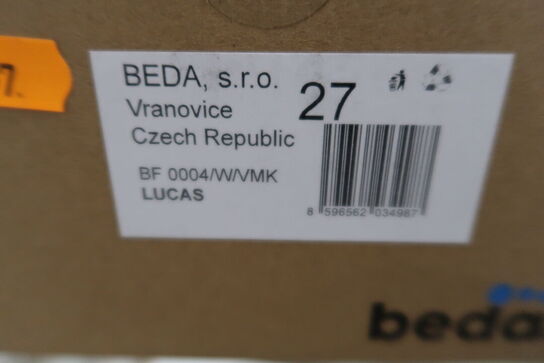 BEDA, s.r.o.
27
Vranovice
Czech Republic
BF 0004/W/VMK
LUCAS
8 596562 034987
beda